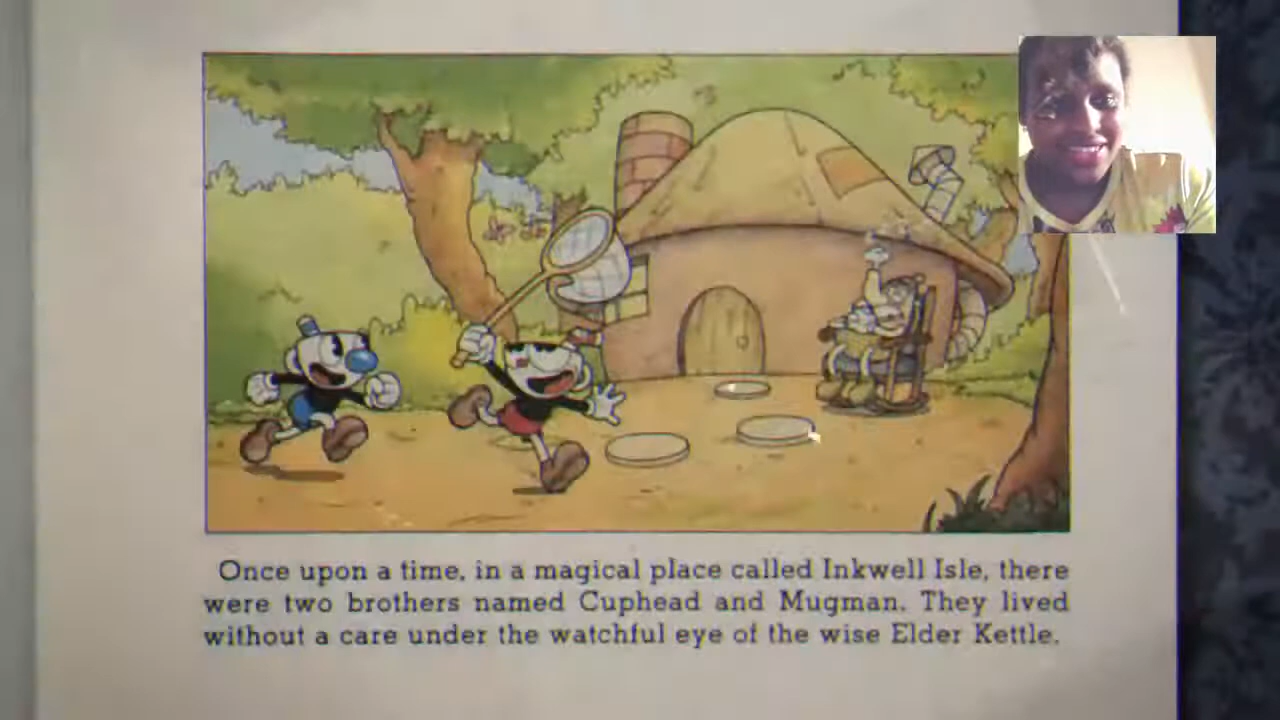 Once upon a time, in a magical place called Inkwell Isle, there
were two brothers named Cuphead and Mugman. They lived
without a care under the watchful eye of the wise Elder Kettle.